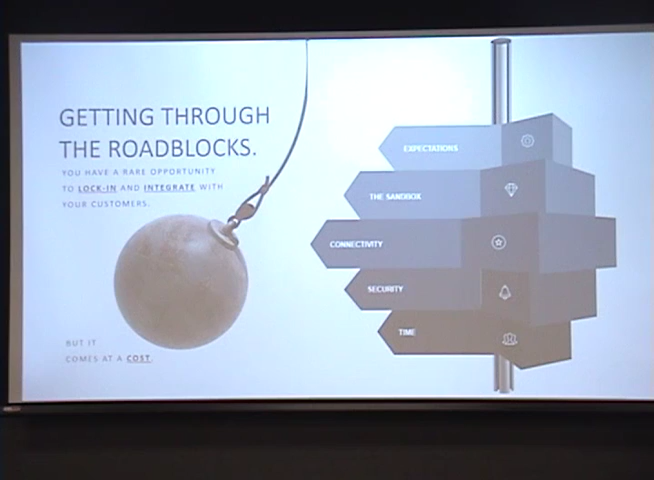 GETTING THROUGH
THE ROADBLOCKS.
YOU HAVE A RARE OPPORTUNITY
TO LOCK-IN AND INTEGRATE WITH
YOUR CUSTOMERS.
BUT IT
COMES AT A COST.
EXPECTATIONS
THE SANDBOX
CONNECTIVITY
SECURITY
TIME